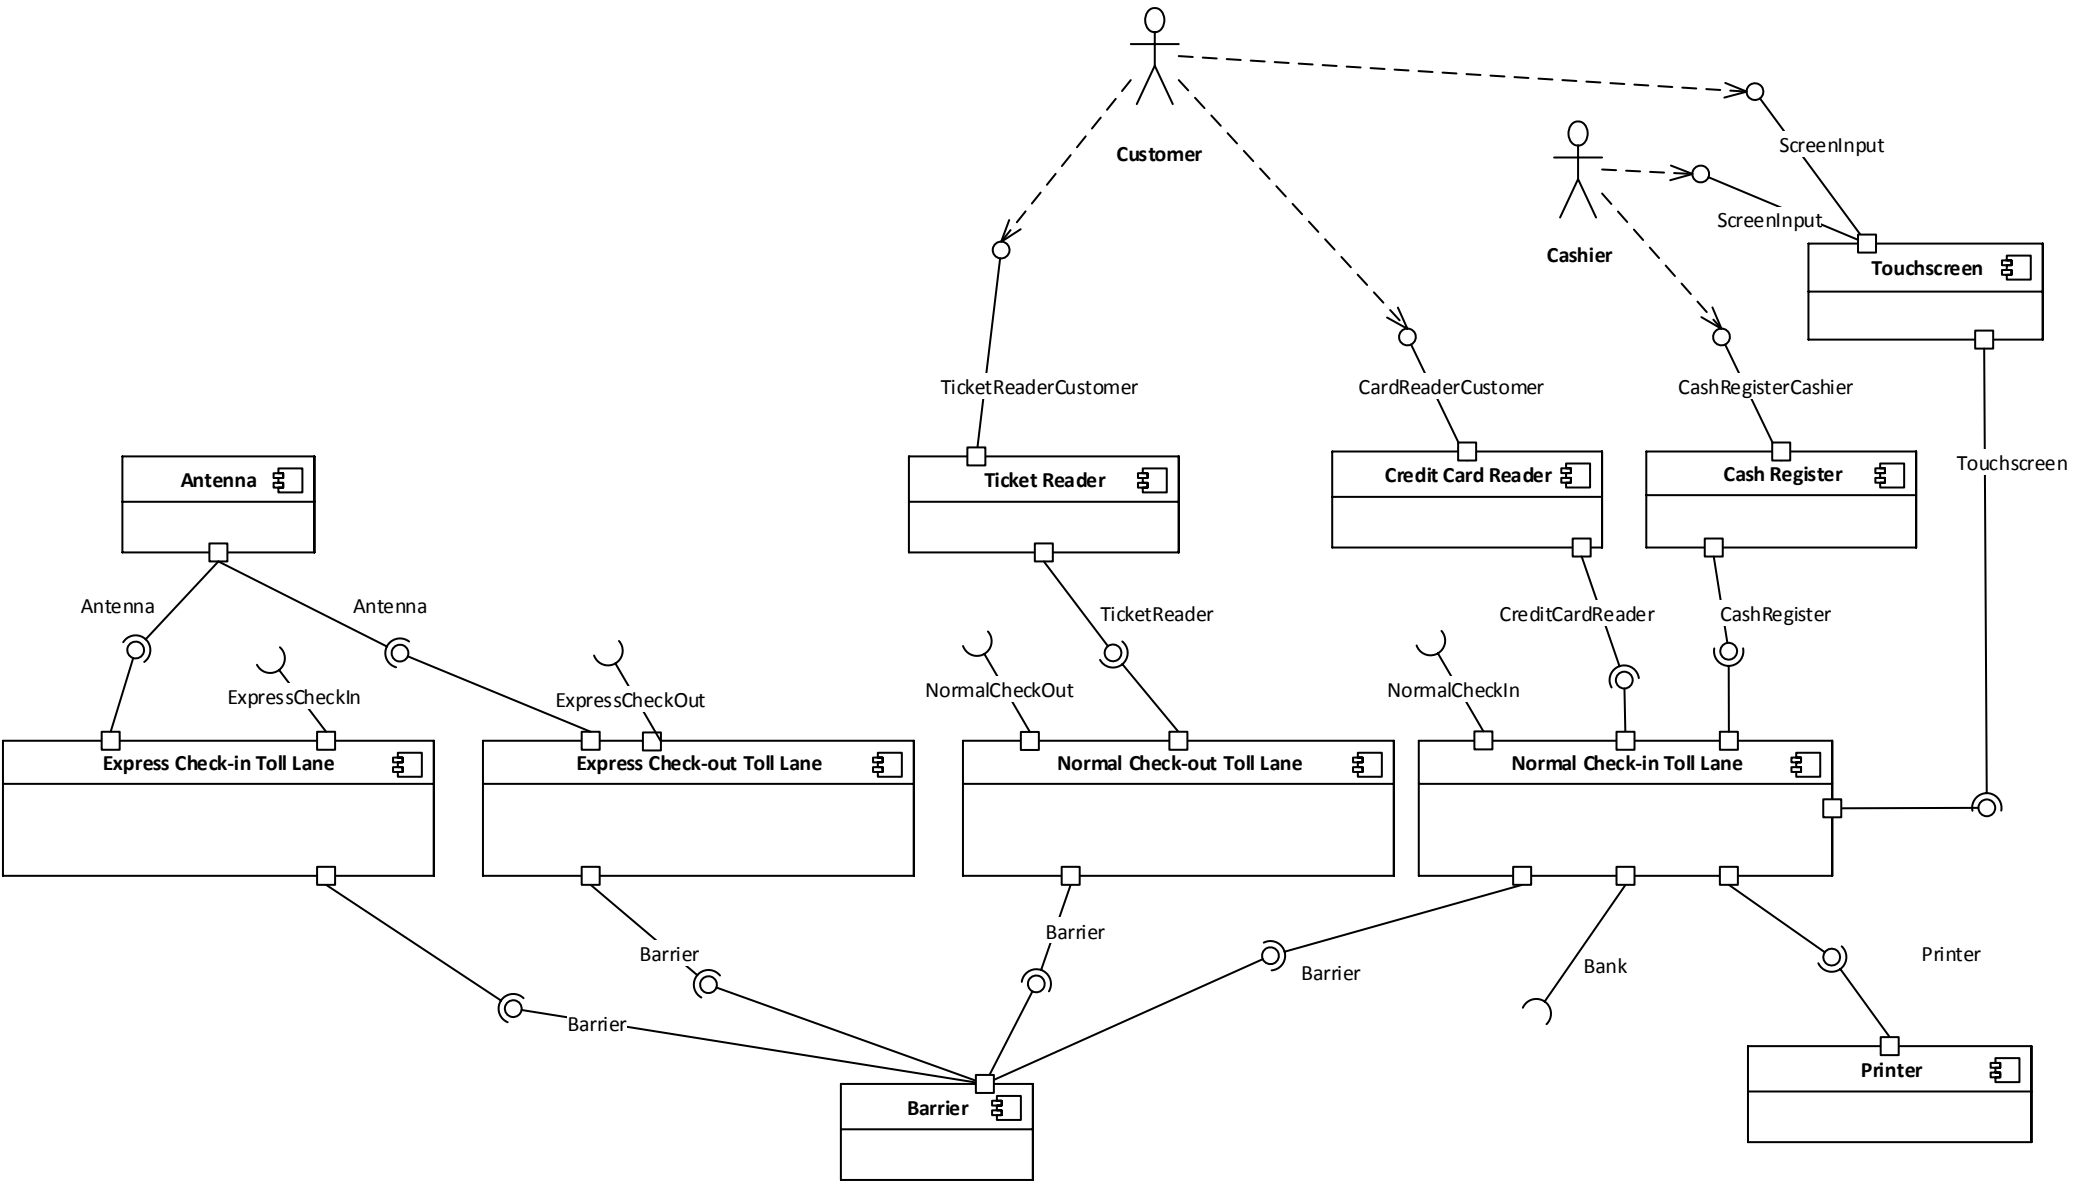 Customer
ScreenInput
ScreenInput
Cashier
Touchscreen
TicketReaderCustomer
CardReaderCustomer
CashRegisterCashier
Touchscreen
Antenna
Ticket Reader
Credit Card Reader
Cash Register
Antenna
Antenna
TicketReader
CreditCardReader
CashRegister
ExpressCheckIn
ExpressCheckOut
NormalCheckOut
NormalCheckIn
Express Check-in Toll Lane
Express Check-out Toll Lane
Normal Check-out Toll Lane
Normal Check-in Toll Lane
Barrier
Barrier
Barrier
Barrier
Bank
Printer
Printer
Barrier